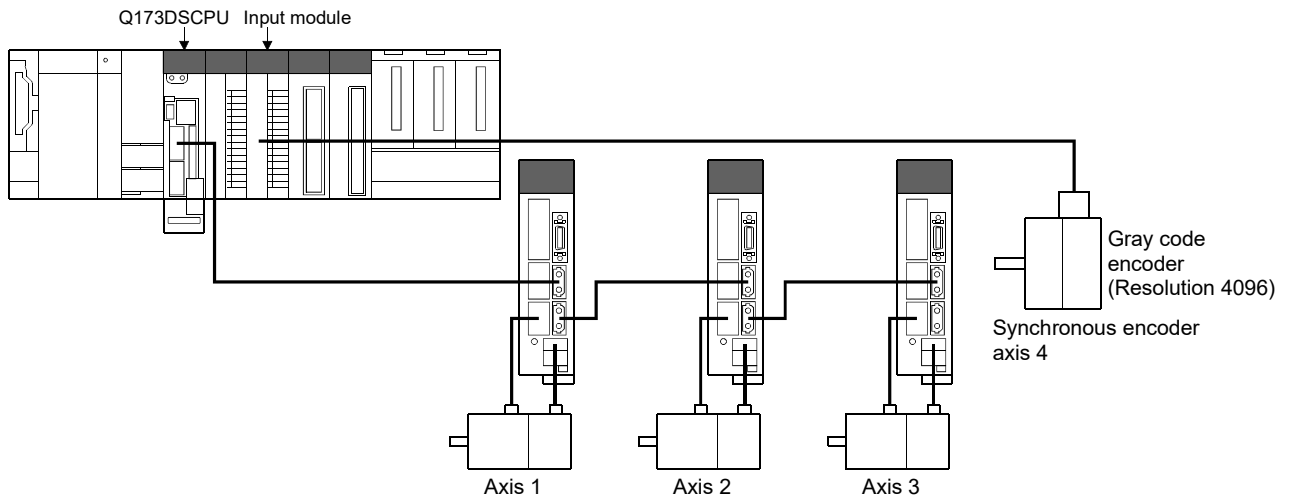 Q173DSCPU
Input module
Gray code
encoder
(Resolution 4096)
Synchronous encoder
axis 4
Axis 1
Axis 2
Axis 3